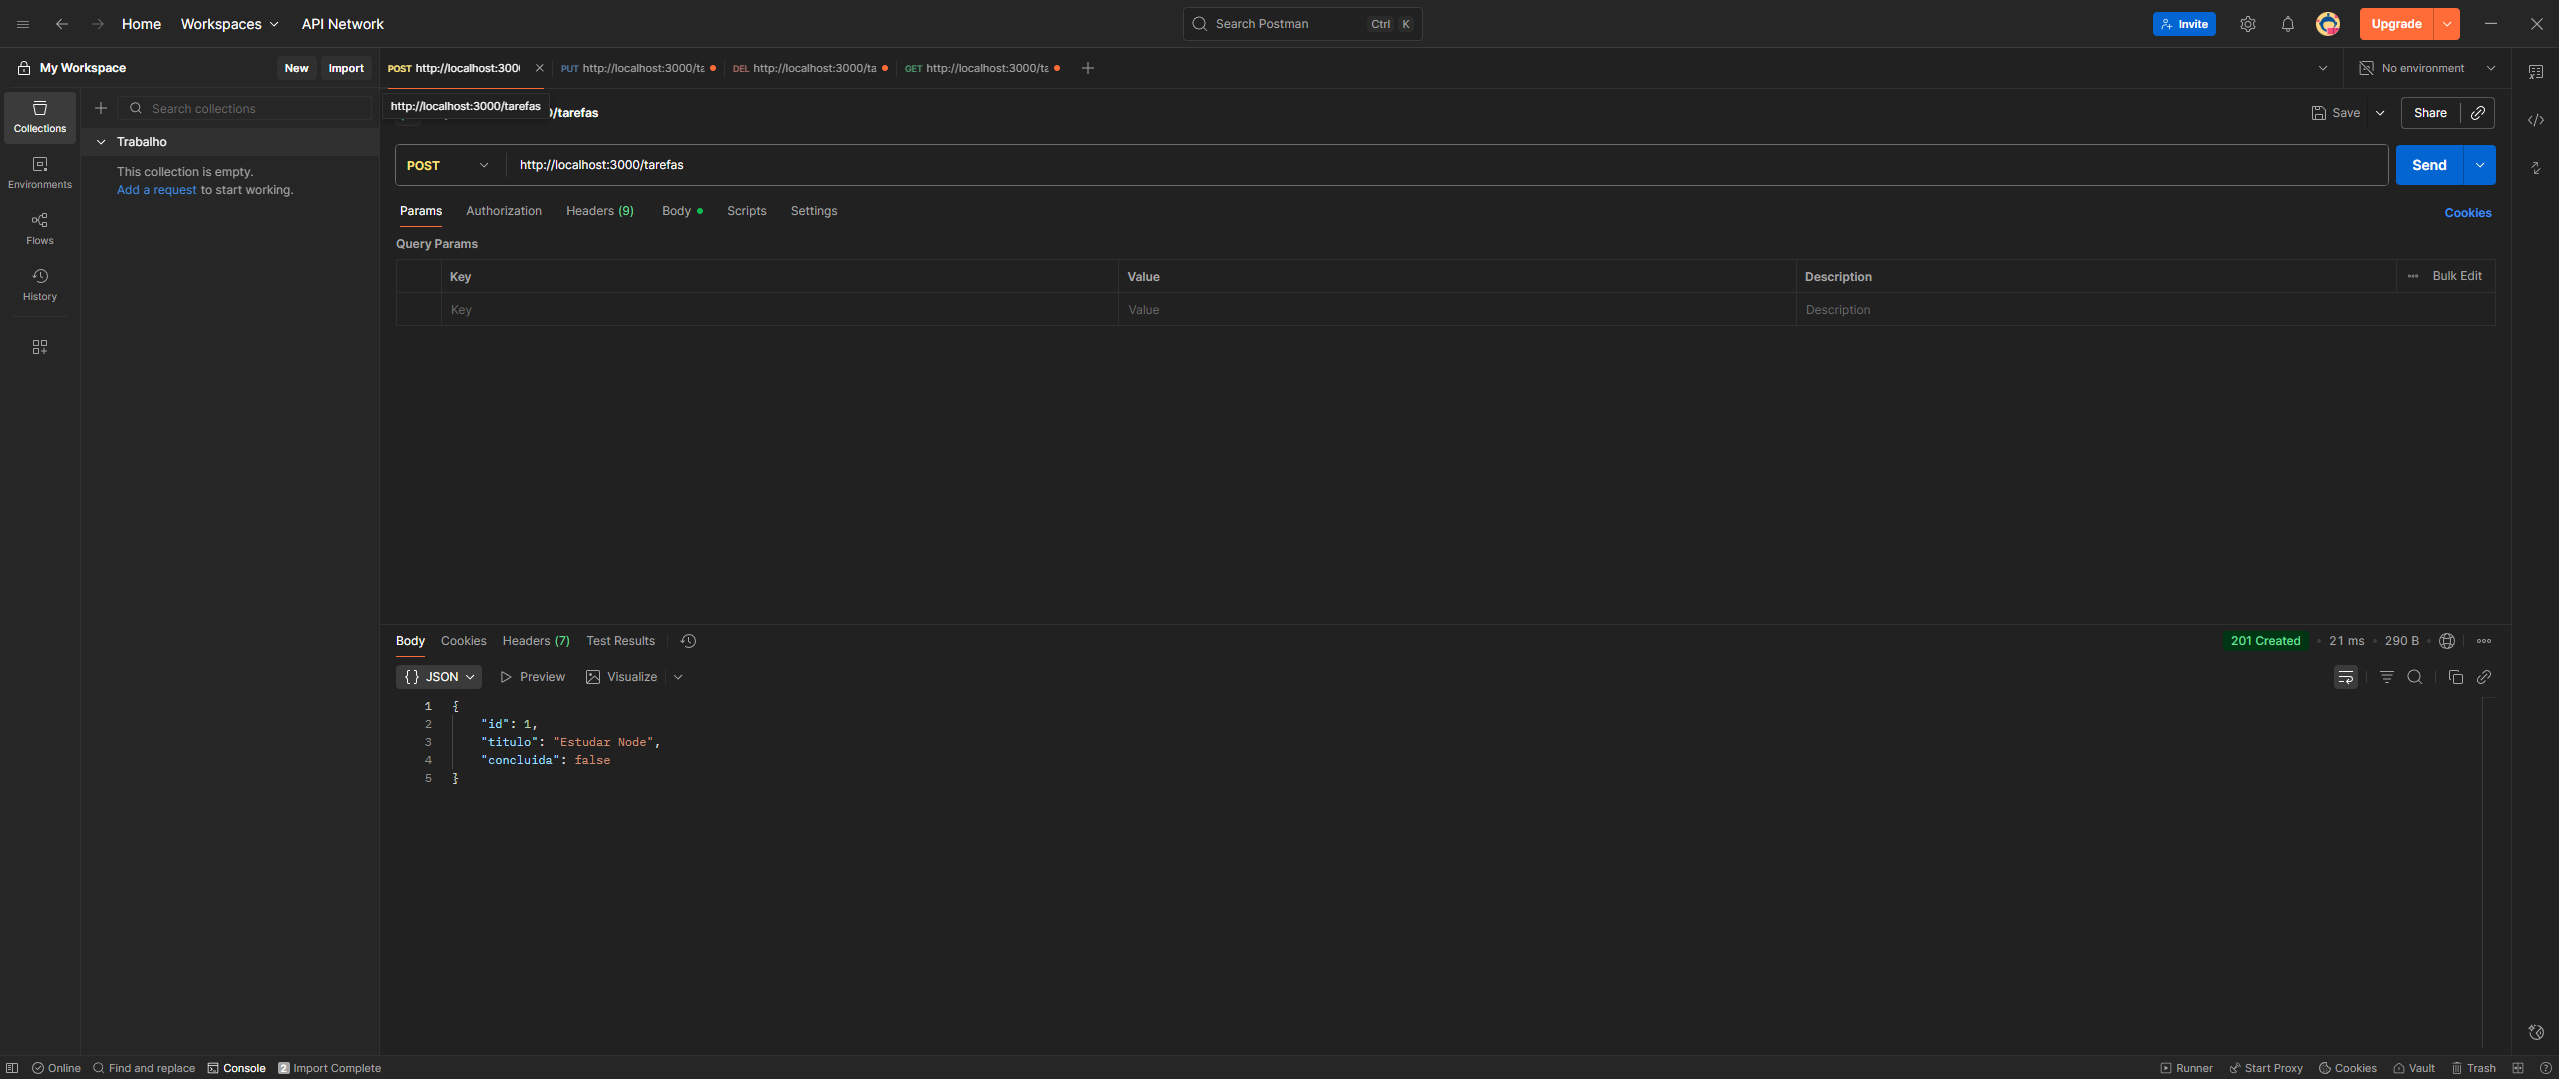 Home Workspaces API Network Search Postman Ctrl K Invite Upgrade
My Workspace New Import POST http://localhost:300( PUT http://localhost:3000/ta DEL http://localhost:3000/ta GET http://localhost:3000/ta No environment
Search collections http://localhost:3000/tarefas /tarefas Save Share
Collections
Trabalho
This collection is empty.
Add a request to start working.
Environments
Flows
History
POST http://localhost:3000/tarefas Send
Params Authorization Headers (9) Body Scripts Settings Cookies
Query Params
Key Value Description Bulk Edit
Key Value Description
Body Cookies Headers (7) Test Results 201 Created 21 ms 290 B
{} JSON Preview Visualize
1 {
2 "id": 1,
3 "titulo": "Estudar Node",
4 "concluida": false
5 }
Online Find and replace Console 2 Import Complete Runner Start Proxy Cookies Vault Trash